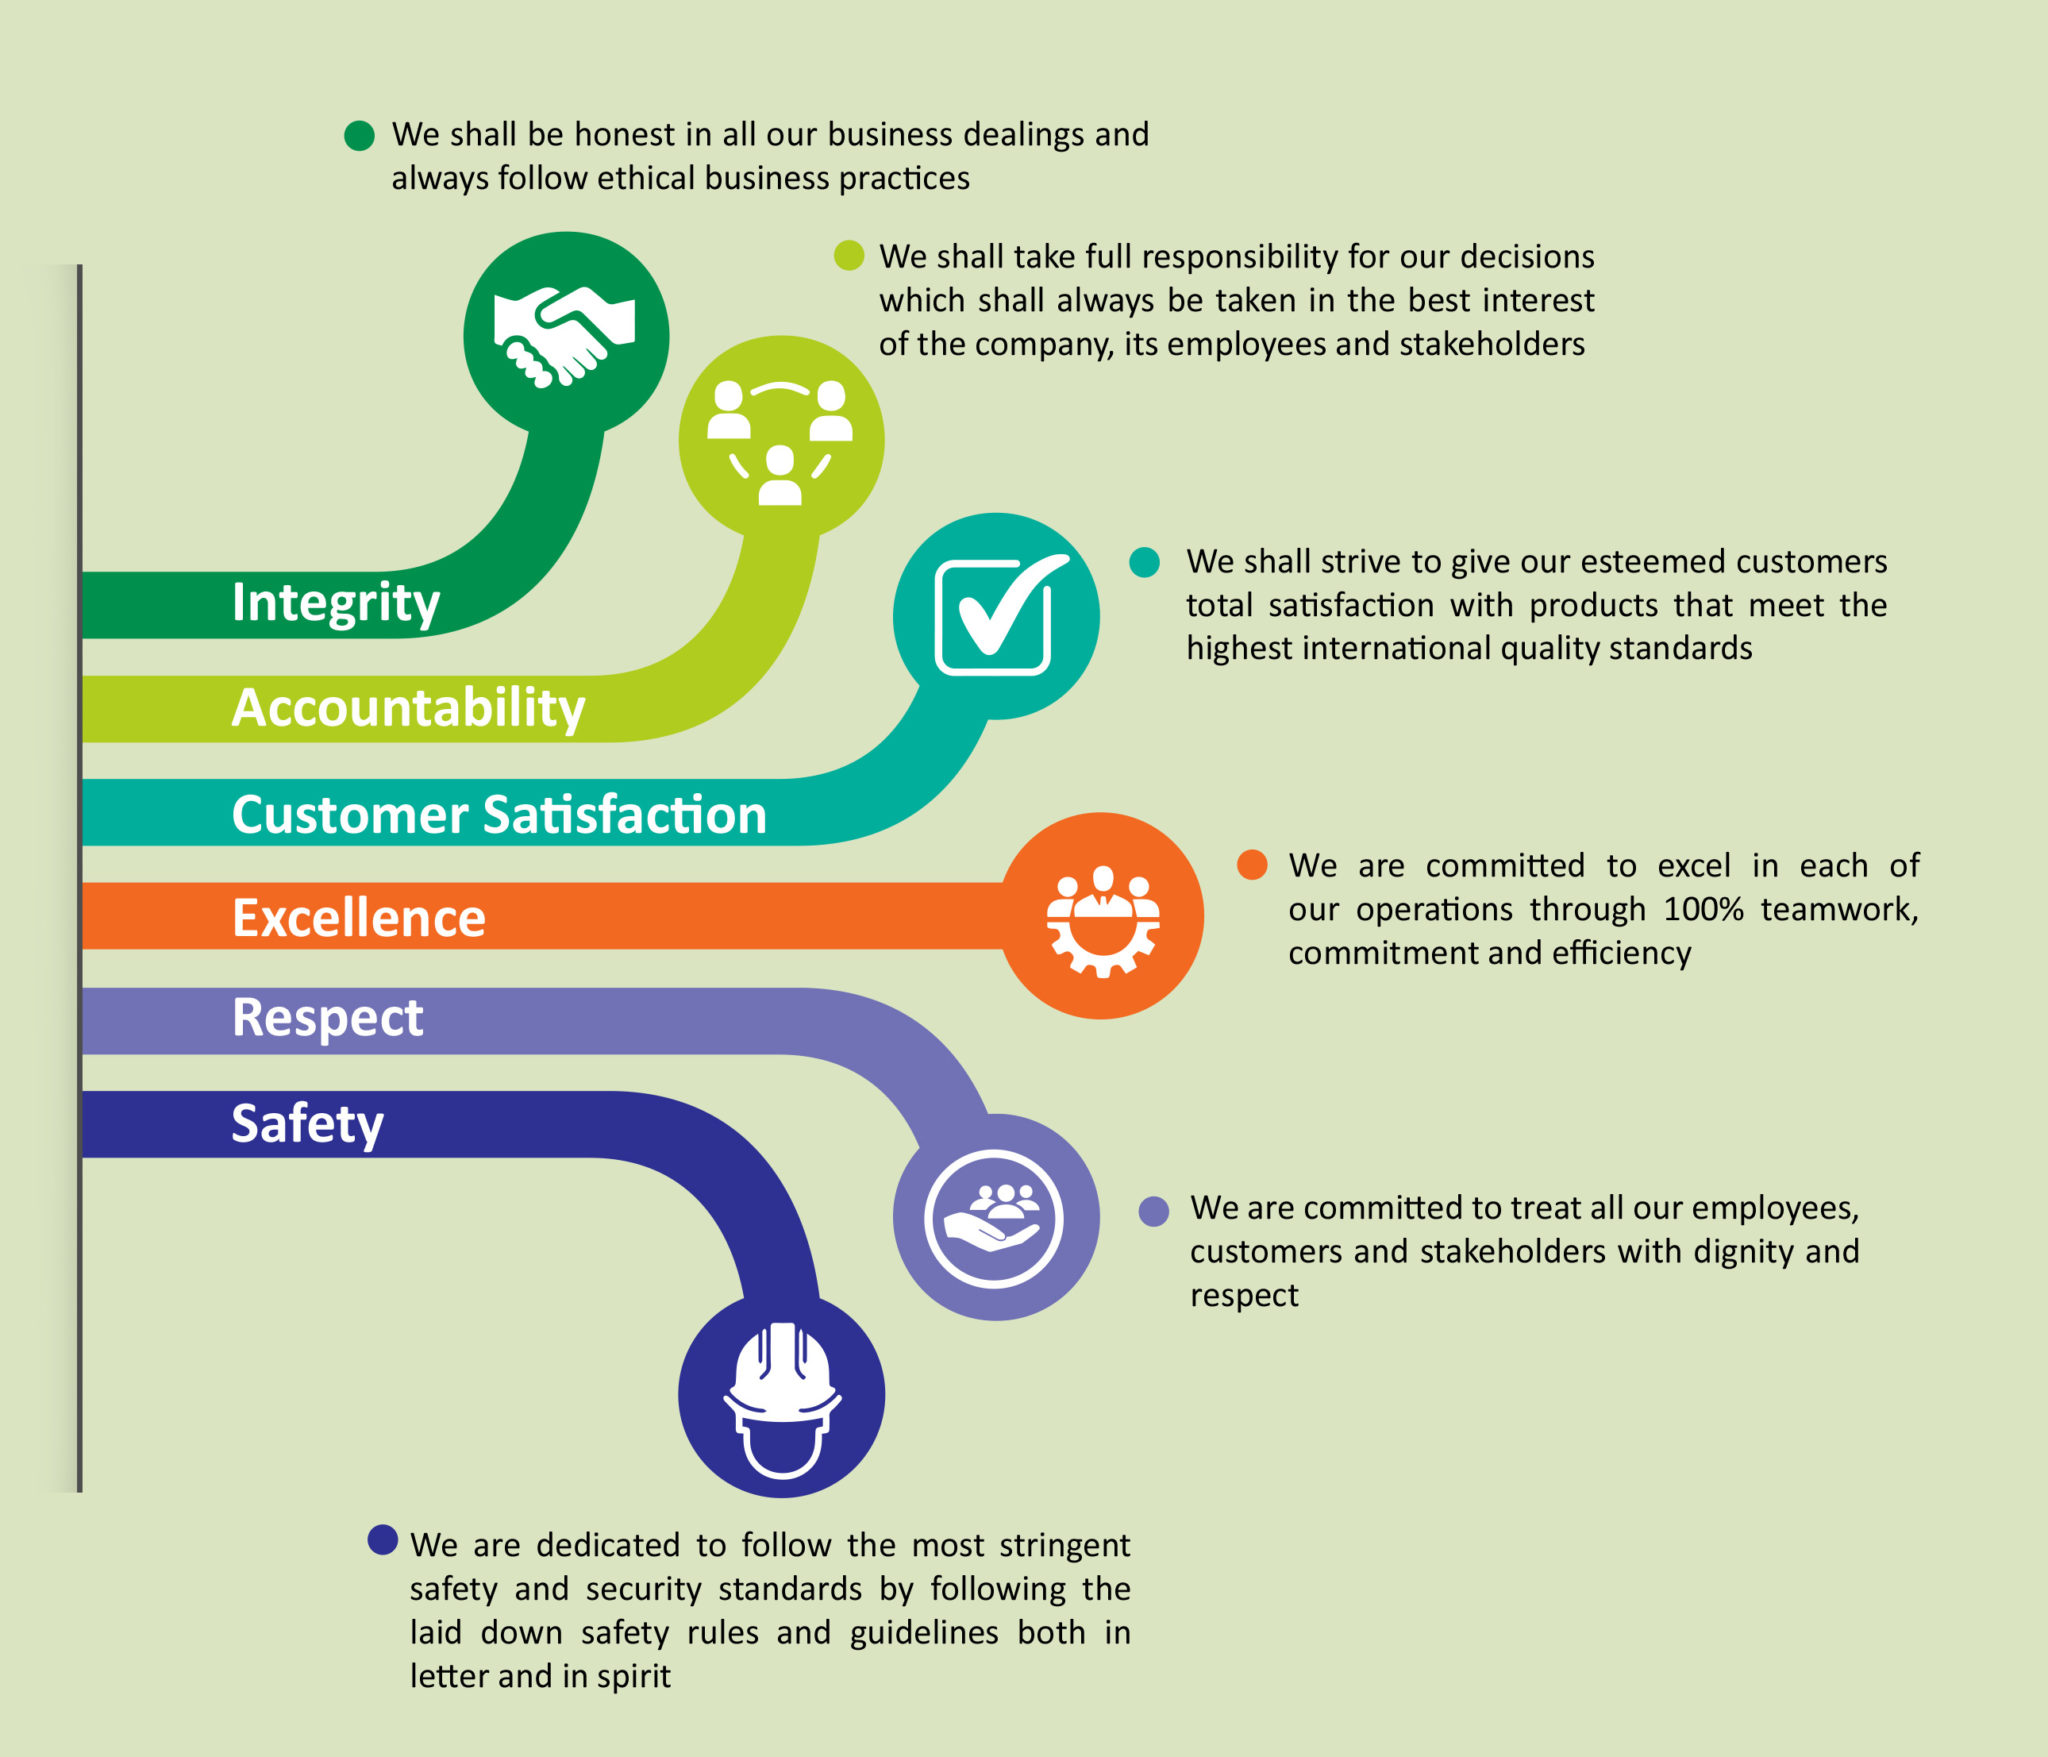 We shall be honest in all our business dealings and
always follow ethical business practices
We shall take full responsibility for our decisions
which shall always be taken in the best interest
of the company, its employees and stakeholders
Integrity
We shall strive to give our esteemed customers
total satisfaction with products that meet the
highest international quality standards
Accountability
Customer Satisfaction
Excellence
We are committed to excel in each of
our operations through 100% teamwork,
commitment and efficiency
Respect
Safety
We are committed to treat all our employees,
customers and stakeholders with dignity and
respect
We are dedicated to follow the most stringent
safety and security standards by following the
laid down safety rules and guidelines both in
letter and in spirit